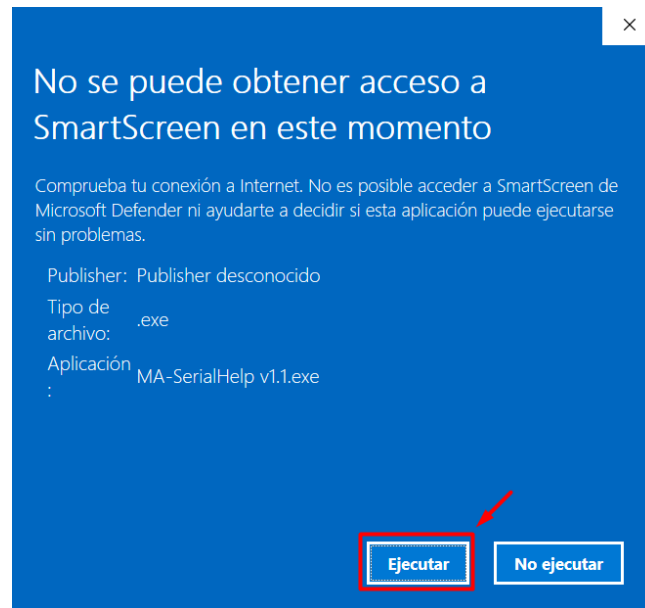 No se puede obtener acceso a
SmartScreen en este momento
Comprueba tu conexión a Internet. No es posible acceder a SmartScreen de
Microsoft Defender ni ayudarte a decidir si esta aplicación puede ejecutarse
sin problemas.
Publisher: Publisher desconocido
Tipo de
archivo: .exe
Aplicación
: MA-SerialHelp v1.1.exe
Ejecutar No ejecutar